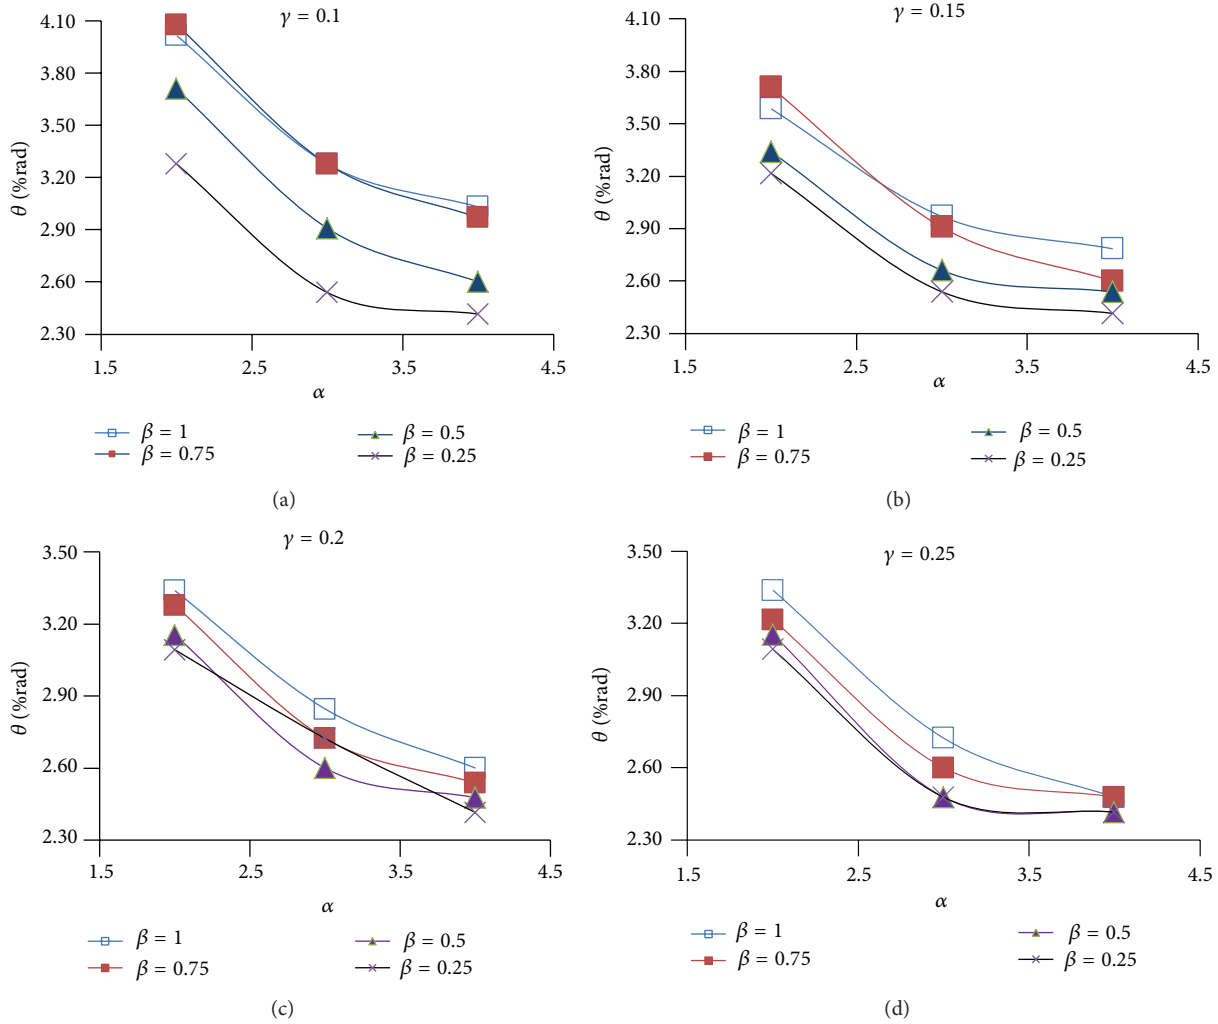 γ = 0.1
4.10
3.80
3.50
3.20
2.90
2.60
2.30
θ (%rad)
1.5 2.5 3.5 4.5
α
β = 1
β = 0.75
β = 0.5
β = 0.25
(a)
γ = 0.15
4.10
3.80
3.50
3.20
2.90
2.60
2.30
θ (%rad)
1.5 2.5 3.5 4.5
α
β = 1
β = 0.75
β = 0.5
β = 0.25
(b)
γ = 0.2
3.50
3.20
2.90
2.60
2.30
θ (%rad)
1.5 2.5 3.5 4.5
α
β = 1
β = 0.75
β = 0.5
β = 0.25
(c)
γ = 0.25
3.50
3.20
2.90
2.60
2.30
θ (%rad)
1.5 2.5 3.5 4.5
α
β = 1
β = 0.75
β = 0.5
β = 0.25
(d)